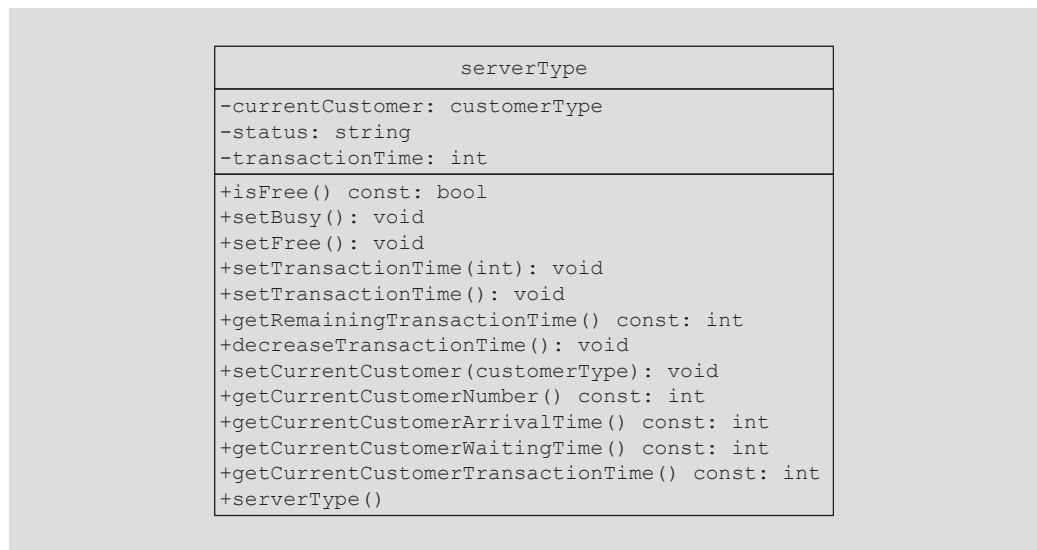 serverType
-currentCustomer: customerType
-status: string
-transactionTime: int
+isFree() const: bool
+setBusy(): void
+setFree(): void
+setTransactionTime(int): void
+setTransactionTime(): void
+getRemainingTransactionTime() const: int
+decreaseTransactionTime(): void
+setCurrentCustomer(customerType): void
+getCurrentCustomerNumber() const: int
+getCurrentCustomerArrivalTime() const: int
+getCurrentCustomerWaitingTime() const: int
+getCurrentCustomerTransactionTime() const: int
+serverType()